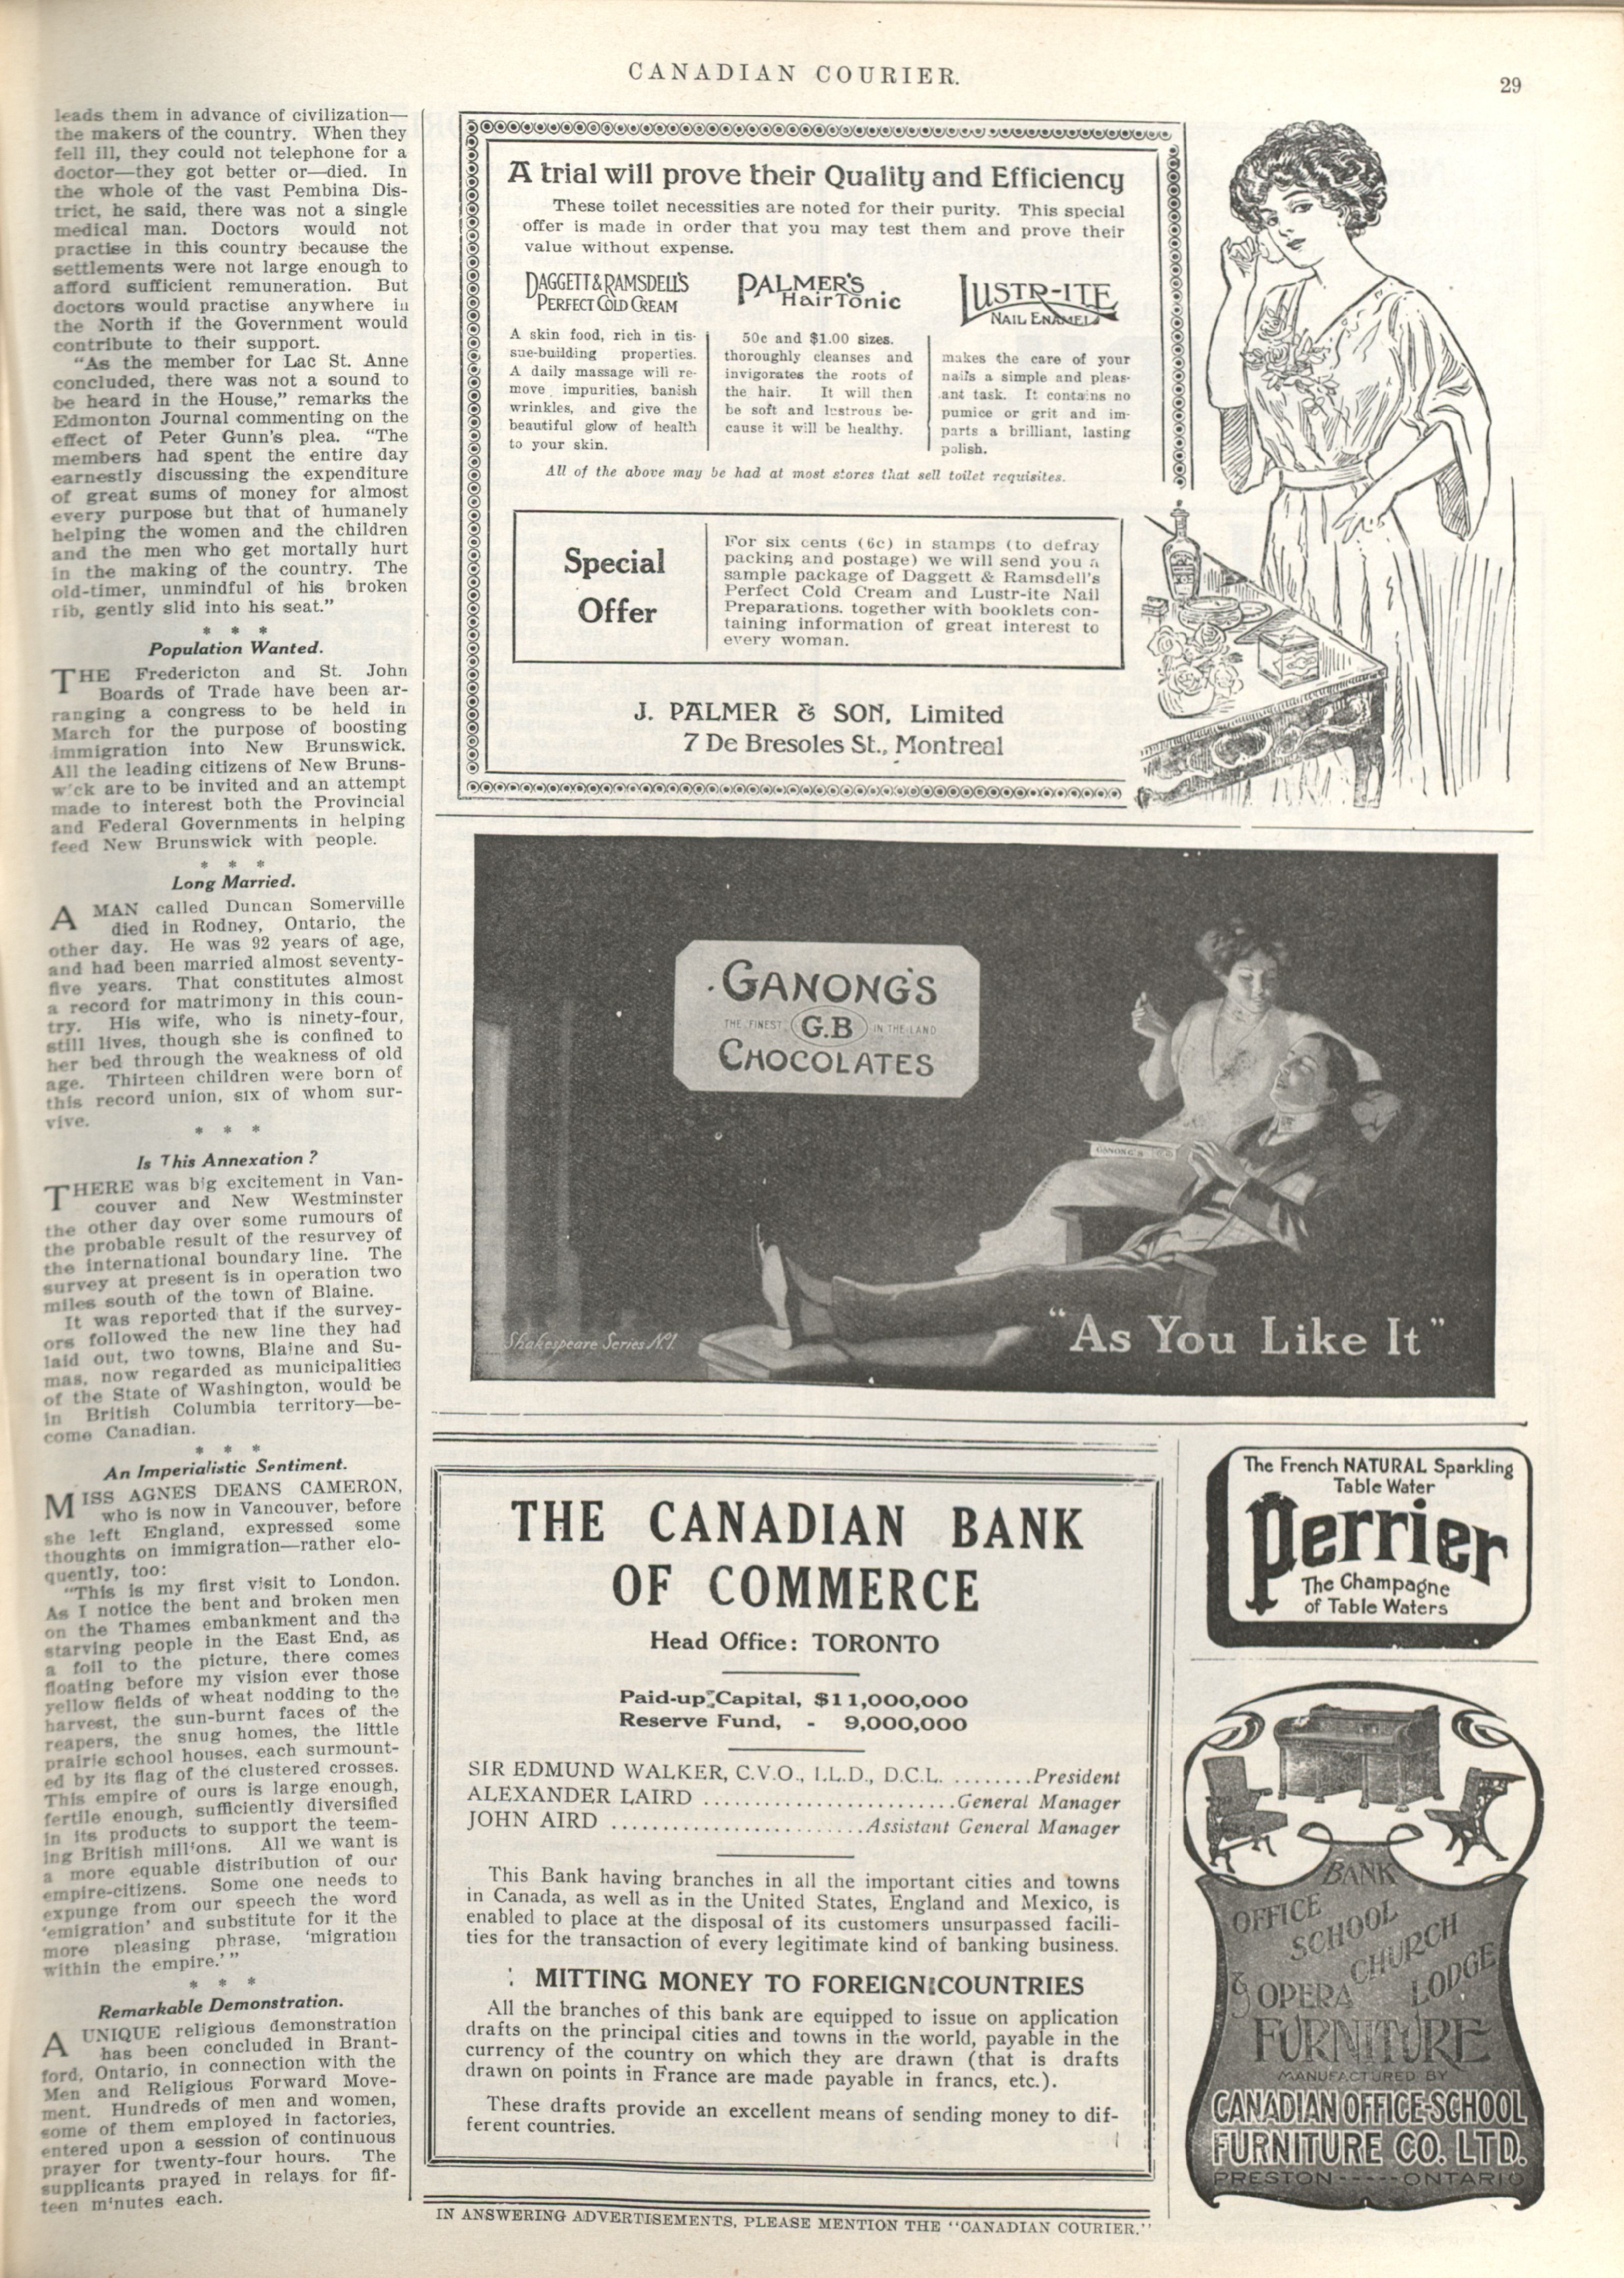 CANADIAN COURIER.
29
leads them in advance of civilization—
the makers of the country. When they
fell ill, they could not telephone for a
doctor—they got better or—died. In
the whole of the vast Pembina Dis-
trict, he said, there was not a single
medical man. Doctors would not
practise in this country because the
settlements were not large enough to
afford sufficient remuneration. But
doctors would practise anywhere in
the North if the Government would
contribute to their support.
"As the member for Lac St. Anne
concluded, there was not a sound to
be heard in the House," remarks the
Edmonton Journal commenting on the
effect of Peter Gunn's plea. "The
members had spent the entire day
earnestly discussing the expenditure
of great sums of money for almost
every purpose but that of humanely
helping the women and the children
and the men who get mortally hurt
in the making of the country. The
old-timer, unmindful of his broken
rib, gently slid into his seat."
* * *
Population Wanted.
THE Fredericton and St. John
Boards of Trade have been ar-
ranging a congress to be held in
March for the purpose of boosting
immigration into New Brunswick.
All the leading citizens of New Bruns-
wick are to be invited and an attempt
made to interest both the Provincial
and Federal Governments in helping
feed New Brunswick with people.
* * *
Long Married.
A MAN called Duncan Somerville
died in Rodney, Ontario, the
other day. He was 92 years of age,
and had been married almost seventy-
five years. That constitutes almost
a record for matrimony in this coun-
try. His wife, who is ninety-four,
still lives, though she is confined to
her bed through the weakness of old
age. Thirteen children were born of
this record union, six of whom sur-
vive.
* * *
Is This Annexation?
THERE was big excitement in Van-
couver and New Westminster
the other day over some rumours of
the probable result of the resurvey of
the international boundary line. The
survey at present is in operation two
miles south of the town of Blaine.
It was reported that if the survey-
ors followed the new line they had
laid out, two towns, Blaine and Su-
mas, now regarded as municipalities
of the State of Washington, would be
in British Columbia territory—be-
come Canadian.
* * *
An Imperialistic Sentiment.
MISS AGNES DEANS CAMERON,
who is now in Vancouver, before
she left England, expressed some
thoughts on immigration—rather elo-
quently, too:
"This is my first visit to London.
As I notice the bent and broken men
on the Thames embankment and the
starving people in the East End, as
a foil to the picture, there comes
floating before my vision ever those
yellow fields of wheat nodding to the
harvest, the sun-burnt faces of the
reapers, the snug homes, the little
prairie school houses, each surmount-
ed by its flag of the clustered crosses.
This empire of ours is large enough,
fertile enough, sufficiently diversified
in its products to support the teem-
ing British millions. All we want is
a more equable distribution of our
empire-citizens. Some one needs to
expunge from our speech the word
'emigration' and substitute for it the
more pleasing phrase, 'migration
within the empire.'"
* * *
Remarkable Demonstration.
A UNIQUE religious demonstration
has been concluded in Brant-
ford, Ontario, in connection with the
Men and Religious Forward Move-
ment. Hundreds of men and women,
some of them employed in factories,
entered upon a session of continuous
prayer for twenty-four hours. The
supplicants prayed in relays for fif-
teen minutes each.
A trial will prove their Quality and Efficiency
These toilet necessities are noted for their purity. This special
offer is made in order that you may test them and prove their
value without expense.
DAGGETT & RAMSDELL'S
PERFECT COLD CREAM
A skin food, rich in tis-
sue-building properties.
A daily massage will re-
move impurities, banish
wrinkles, and give the
beautiful glow of health
to your skin.
PALMER'S
Hair Tonic
50c and $1.00 sizes.
thoroughly cleanses and
invigorates the roots of
the hair. It will then
be soft and lustrous be-
cause it will be healthy.
LUSTR-ITE
NAIL ENAMEL
makes the care of your
nails a simple and pleas-
ant task. It contains no
pumice or grit and im-
parts a brilliant, lasting
polish.
All of the above may be had at most stores that sell toilet requisites.
Special
Offer
For six cents (6c) in stamps (to defray
packing and postage) we will send you a
sample package of Daggett & Ramsdell's
Perfect Cold Cream and Lustr-ite Nail
Preparations, together with booklets con-
taining information of great interest to
every woman.
J. PALMER & SON, Limited
7 De Bresoles St., Montreal
GANONG'S
THE FINEST G.B IN THE LAND
CHOCOLATES
GANONG'S
Shakespeare Series No. 1.
"As You Like It"
THE CANADIAN BANK
OF COMMERCE
Head Office: TORONTO
Paid-up Capital, $11,000,000
Reserve Fund, - 9,000,000
SIR EDMUND WALKER, C.V.O., LL.D., D.C.L. ........President
ALEXANDER LAIRD .........................General Manager
JOHN AIRD .........................Assistant General Manager
This Bank having branches in all the important cities and towns
in Canada, as well as in the United States, England and Mexico, is
enabled to place at the disposal of its customers unsurpassed facili-
ties for the transaction of every legitimate kind of banking business.
MITTING MONEY TO FOREIGN COUNTRIES
All the branches of this bank are equipped to issue on application
drafts on the principal cities and towns in the world, payable in the
currency of the country on which they are drawn (that is drafts
drawn on points in France are made payable in francs, etc.).
These drafts provide an excellent means of sending money to dif-
ferent countries.
The French NATURAL Sparkling
Table Water
Perrier
The Champagne
of Table Waters
BANK
OFFICE
SCHOOL
CHURCH
LODGE
& OPERA
FURNITURE
MANUFACTURED BY
CANADIAN OFFICE-SCHOOL
FURNITURE CO. LTD.
PRESTON-----ONTARIO
IN ANSWERING ADVERTISEMENTS, PLEASE MENTION THE "CANADIAN COURIER."